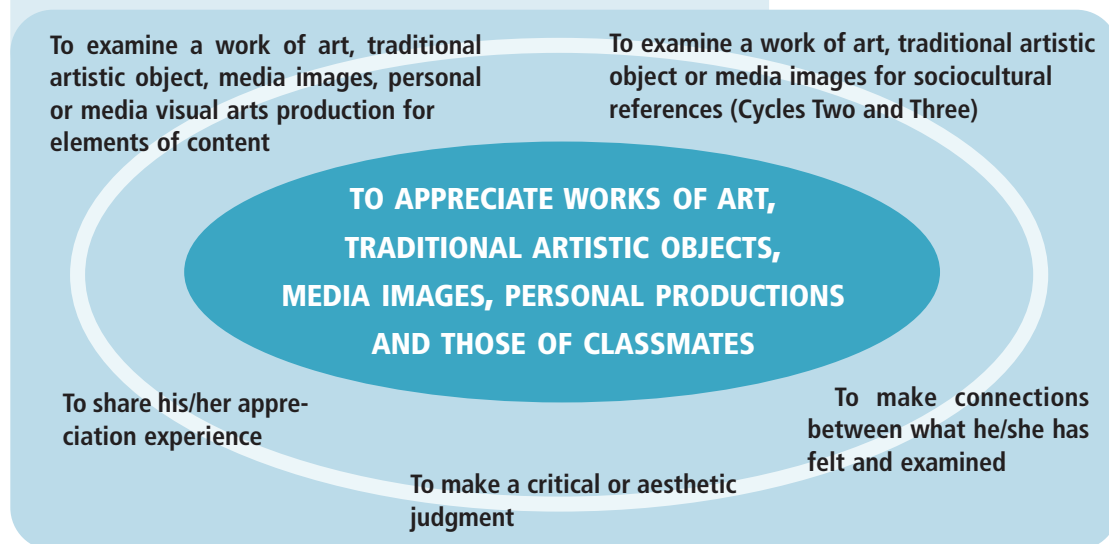 To examine a work of art, traditional
artistic object, media images, personal
or media visual arts production for
elements of content
To examine a work of art, traditional artistic
object or media images for sociocultural
references (Cycles Two and Three)
TO APPRECIATE WORKS OF ART,
TRADITIONAL ARTISTIC OBJECTS,
MEDIA IMAGES, PERSONAL PRODUCTIONS
AND THOSE OF CLASSMATES
To share his/her appre-
ciation experience
To make connections
between what he/she has
felt and examined
To make a critical or aesthetic
judgment